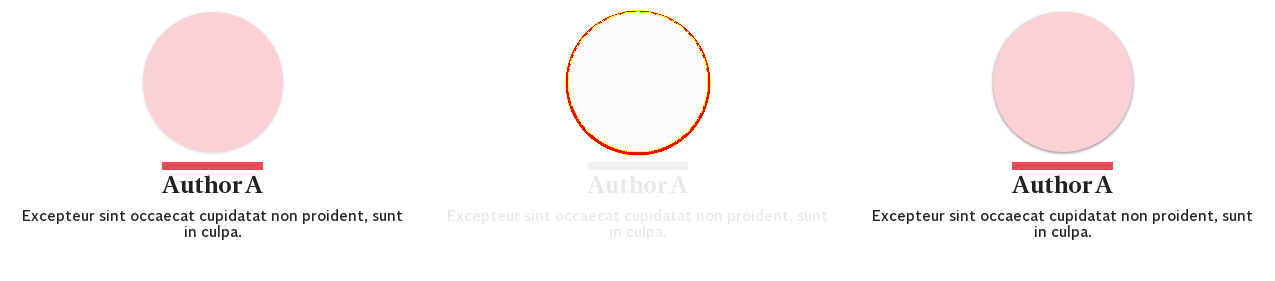 Author A
Excepteur sint occaecat cupidatat non proident, sunt
in culpa.
Author A
Excepteur sint occaecat cupidatat non proident, sunt
in culpa.
Author A
Excepteur sint occaecat cupidatat non proident, sunt
in culpa.